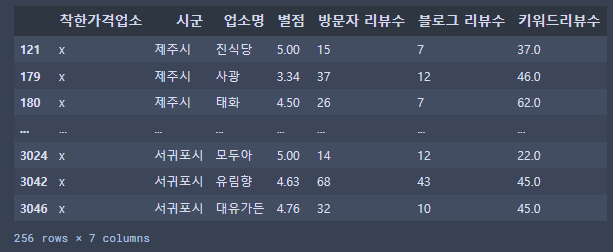 착한가격업소 시군 업소명 별점 방문자 리뷰수 블로그 리뷰수 키워드리뷰수
121 x 제주시 진식당 5.00 15 7 37.0
179 x 제주시 사광 3.34 37 12 46.0
180 x 제주시 태화 4.50 26 7 62.0
... ... ... ... ... ... ... ...
3024 x 서귀포시 모두아 5.00 14 12 22.0
3042 x 서귀포시 유림향 4.63 68 43 45.0
3046 x 서귀포시 대유가든 4.76 32 10 45.0
256 rows × 7 columns